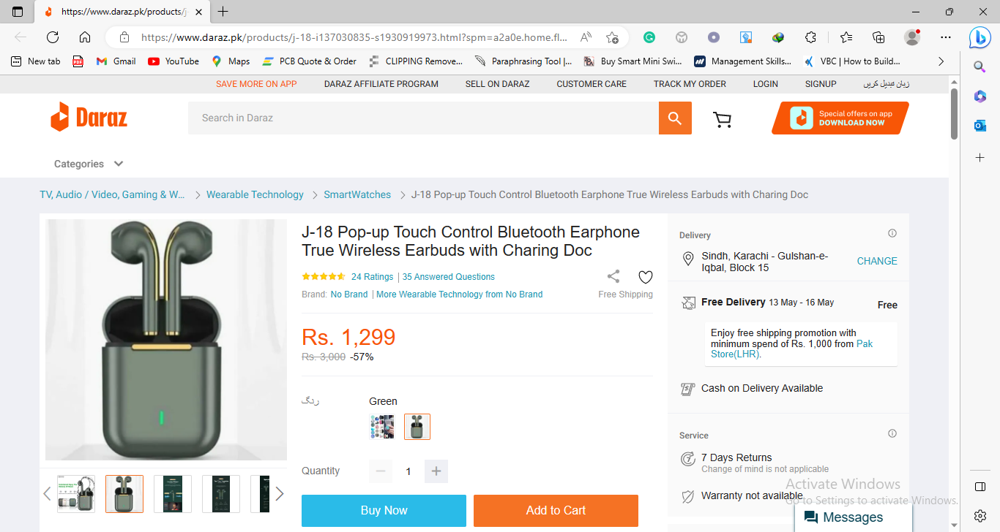 https://www.daraz.pk/products/j-
https://www.daraz.pk/products/j-18-i137030835-s1930919973.html?spm=a2a0e.home.fl...
New tab
PDF
Gmail
YouTube
Maps
PCB Quote & Order
CLIPPING Remove...
Paraphrasing Tool |...
Buy Smart Mini Swi...
Management Skills...
VBC | How to Build...
SAVE MORE ON APP
DARAZ AFFILIATE PROGRAM
SELL ON DARAZ
CUSTOMER CARE
TRACK MY ORDER
LOGIN
SIGNUP
زبان تبدیل کریں
Daraz
Search in Daraz
Special offers on app
DOWNLOAD NOW
Categories
TV, Audio / Video, Gaming & W...
Wearable Technology
SmartWatches
J-18 Pop-up Touch Control Bluetooth Earphone True Wireless Earbuds with Charing Doc
J-18 Pop-up Touch Control Bluetooth Earphone
True Wireless Earbuds with Charing Doc
24 Ratings | 35 Answered Questions
Brand: No Brand | More Wearable Technology from No Brand
Free Shipping
Rs. 1,299
Rs. 3,000 -57%
رنگ
Green
Quantity
1
Buy Now
Add to Cart
Delivery
Sindh, Karachi - Gulshan-e-
Iqbal, Block 15
CHANGE
Free Delivery 13 May - 16 May
Free
Enjoy free shipping promotion with
minimum spend of Rs. 1,000 from Pak
Store(LHR).
Cash on Delivery Available
Service
7 Days Returns
Change of mind is not applicable
Warranty not available
Activate Windows
Go to Settings to activate Windows.
Messages